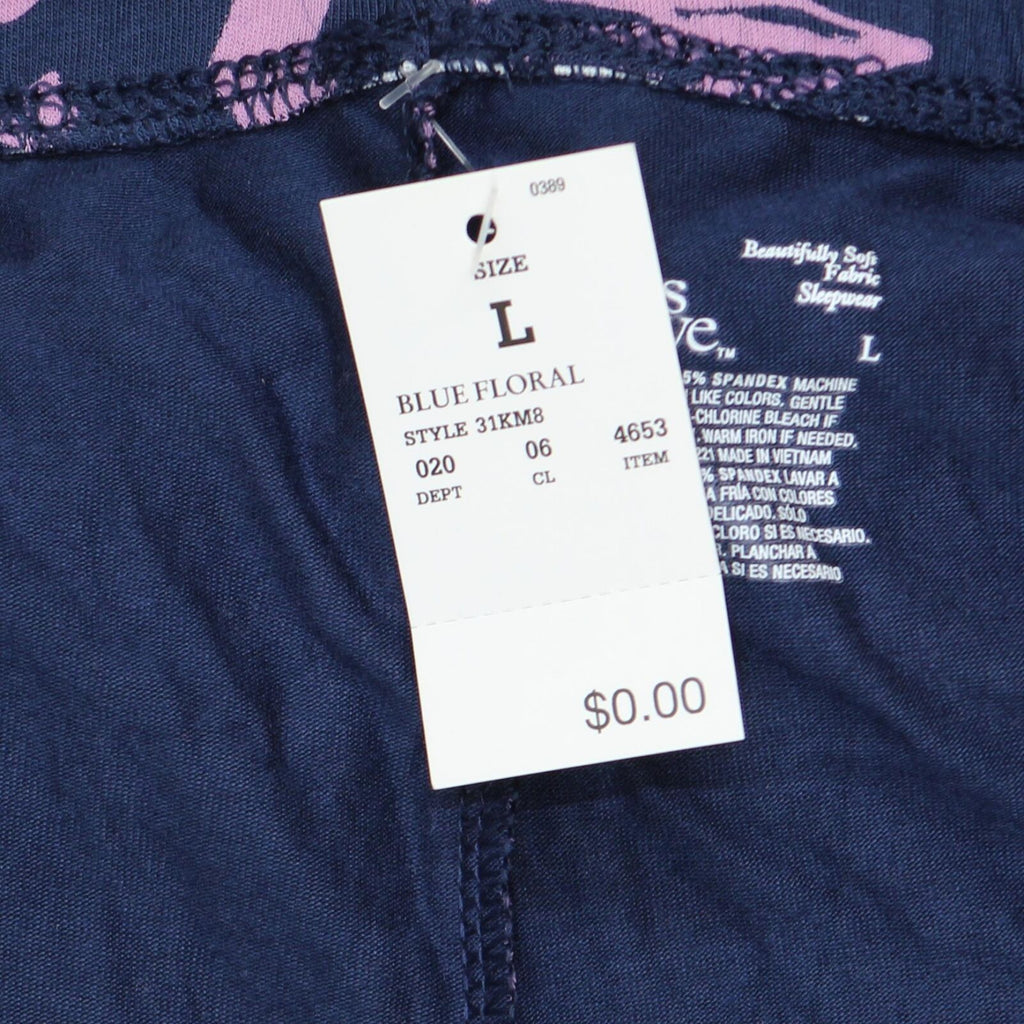 0389
SIZE
L
BLUE FLORAL
STYLE 31KM8
020 06 4653
DEPT CL ITEM
$0.00
Beautifully Soft
Fabric
Sleepwear
L
5% SPANDEX MACHINE
LIKE COLORS. GENTLE
-CHLORINE BLEACH IF
. WARM IRON IF NEEDED.
221 MADE IN VIETNAM
% SPANDEX LAVAR A
A FRÍA CON COLORES
DELICADO. SÓLO
CLORO SI ES NECESARIO.
. PLANCHAR A
A SI ES NECESARIO